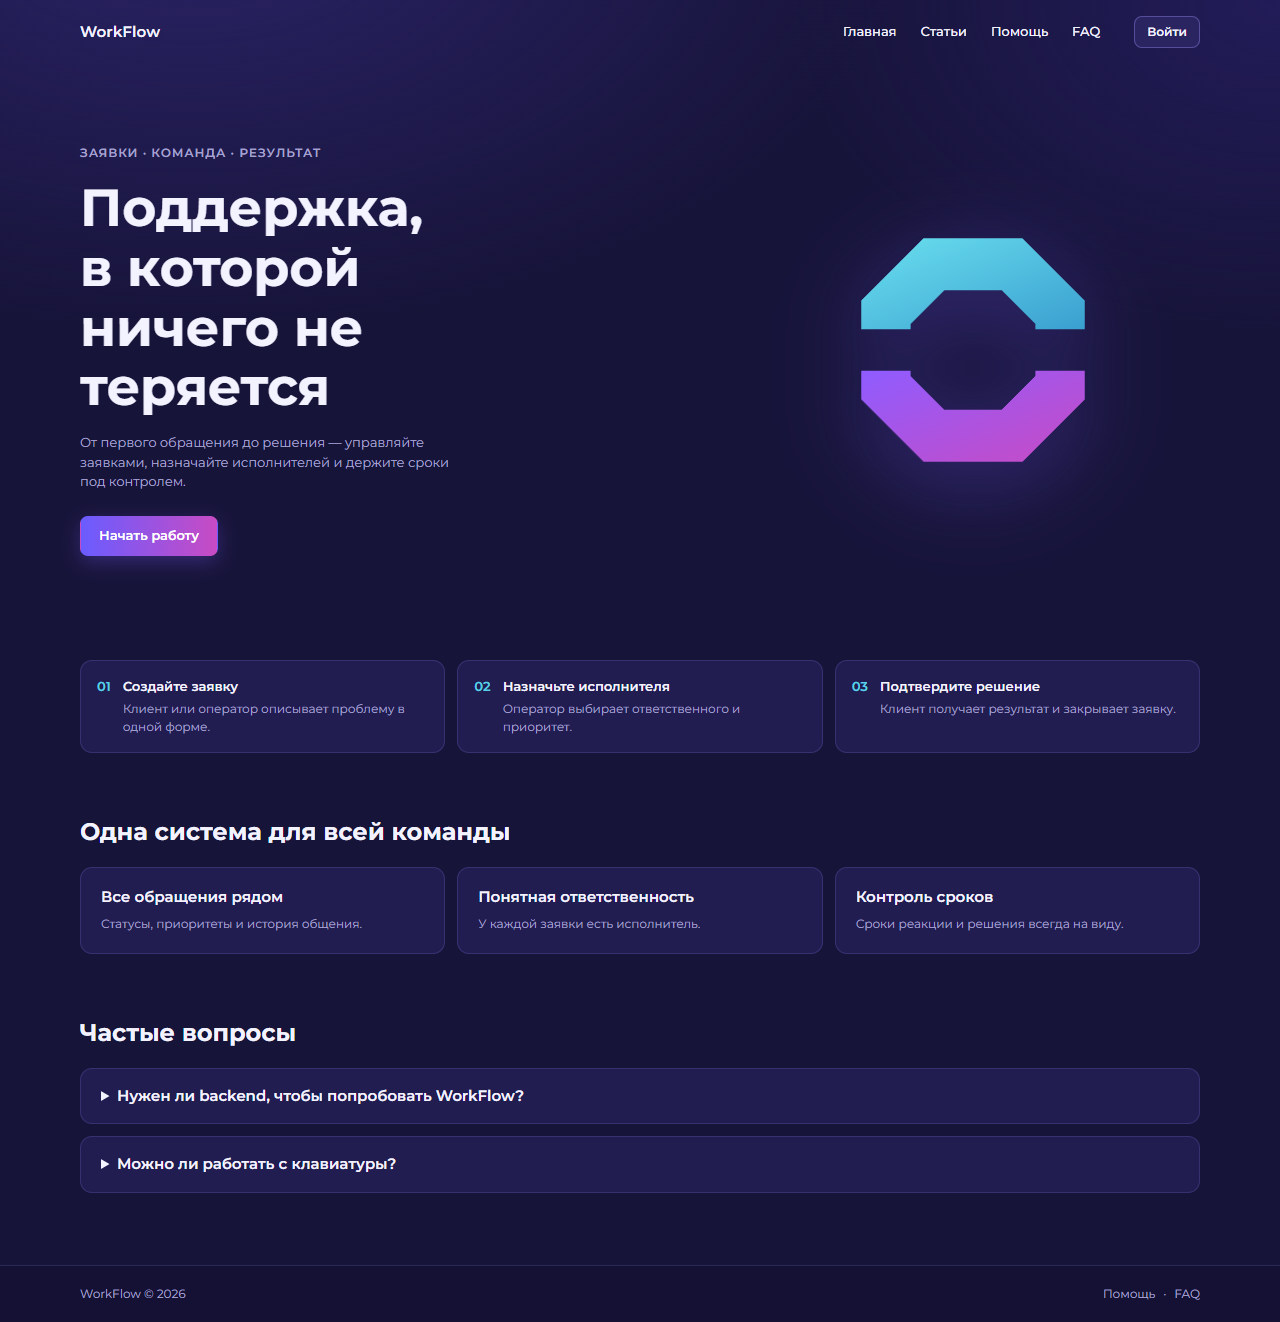 WorkFlow
Главная
Статьи
Помощь
FAQ
Войти
ЗАЯВКИ · КОМАНДА · РЕЗУЛЬТАТ
Поддержка,
в которой
ничего не
теряется
От первого обращения до решения — управляйте
заявками, назначайте исполнителей и держите сроки
под контролем.
Начать работу
01 Создайте заявку
Клиент или оператор описывает проблему в
одной форме.
02 Назначьте исполнителя
Оператор выбирает ответственного и
приоритет.
03 Подтвердите решение
Клиент получает результат и закрывает заявку.
Одна система для всей команды
Все обращения рядом
Статусы, приоритеты и история общения.
Понятная ответственность
У каждой заявки есть исполнитель.
Контроль сроков
Сроки реакции и решения всегда на виду.
Частые вопросы
Нужен ли backend, чтобы попробовать WorkFlow?
Можно ли работать с клавиатуры?
WorkFlow © 2026
Помощь · FAQ